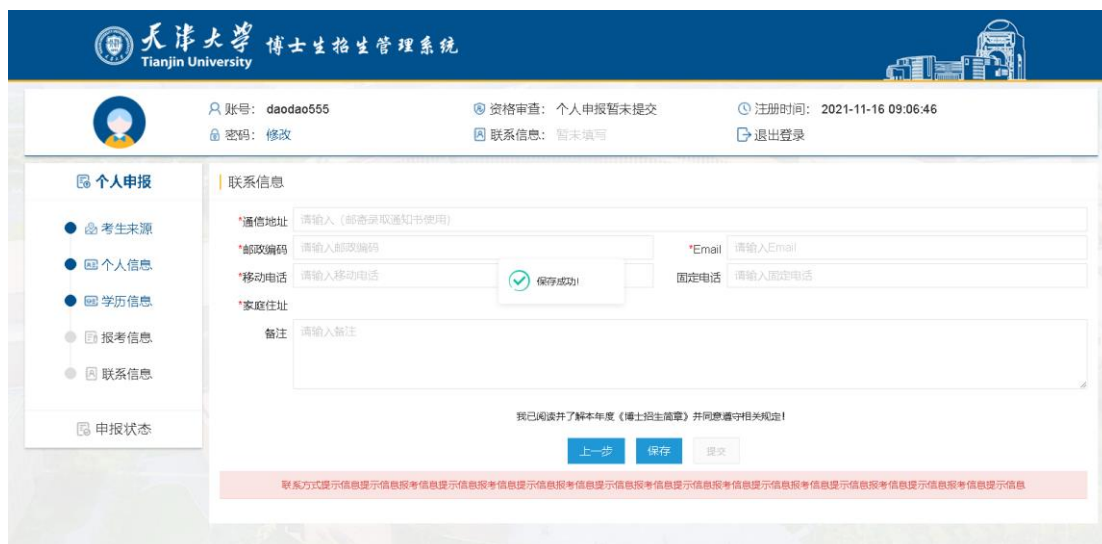 天津大学 博士生招生管理系统
Tianjin University
账号： daodao555 资格审查： 个人申报暂未提交 注册时间： 2021-11-16 09:06:46
密码： 修改 联系信息： 暂未填写 退出登录
个人申报
考生来源
个人信息
学历信息
报考信息
联系信息
申报状态
联系信息
*通信地址 请输入（邮寄录取通知书使用）
*邮政编码 请输入邮政编码 *Email 请输入Email
*移动电话 请输入移动电话 固定电话 请输入固定电话
保存成功!
*家庭住址
备注 请输入备注
我已阅读并了解本年度《博士招生简章》并同意遵守相关规定!
上一步 保存 提交
联系方式提示信息提示信息报考信息提示信息报考信息提示信息报考信息提示信息报考信息提示信息报考信息提示信息报考信息提示信息报考信息提示信息报考信息提示信息